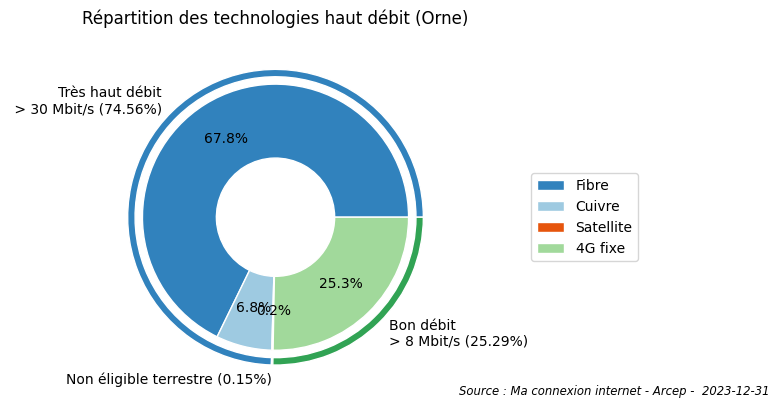 Répartition des technologies haut débit (Orne)
Très haut débit
> 30 Mbit/s (74.56%)
67.8%
Fibre
Cuivre
Satellite
4G fixe
25.3%
6.8%
0.2%
Bon débit
> 8 Mbit/s (25.29%)
Non éligible terrestre (0.15%)
Source : Ma connexion internet - Arcep - 2023-12-31